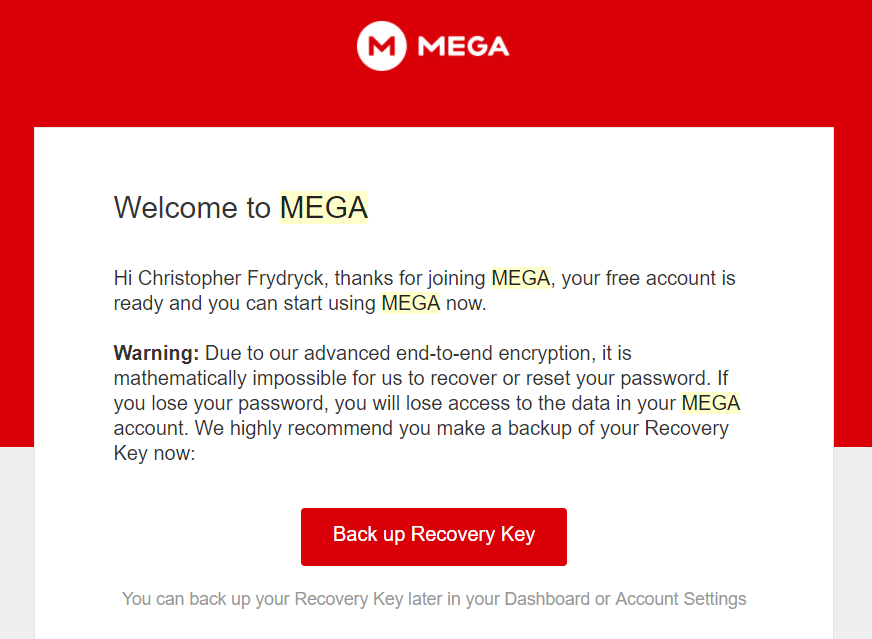 M MEGA
Welcome to MEGA
Hi Christopher Frydryck, thanks for joining MEGA, your free account is
ready and you can start using MEGA now.
Warning: Due to our advanced end-to-end encryption, it is
mathematically impossible for us to recover or reset your password. If
you lose your password, you will lose access to the data in your MEGA
account. We highly recommend you make a backup of your Recovery
Key now:
Back up Recovery Key
You can back up your Recovery Key later in your Dashboard or Account Settings